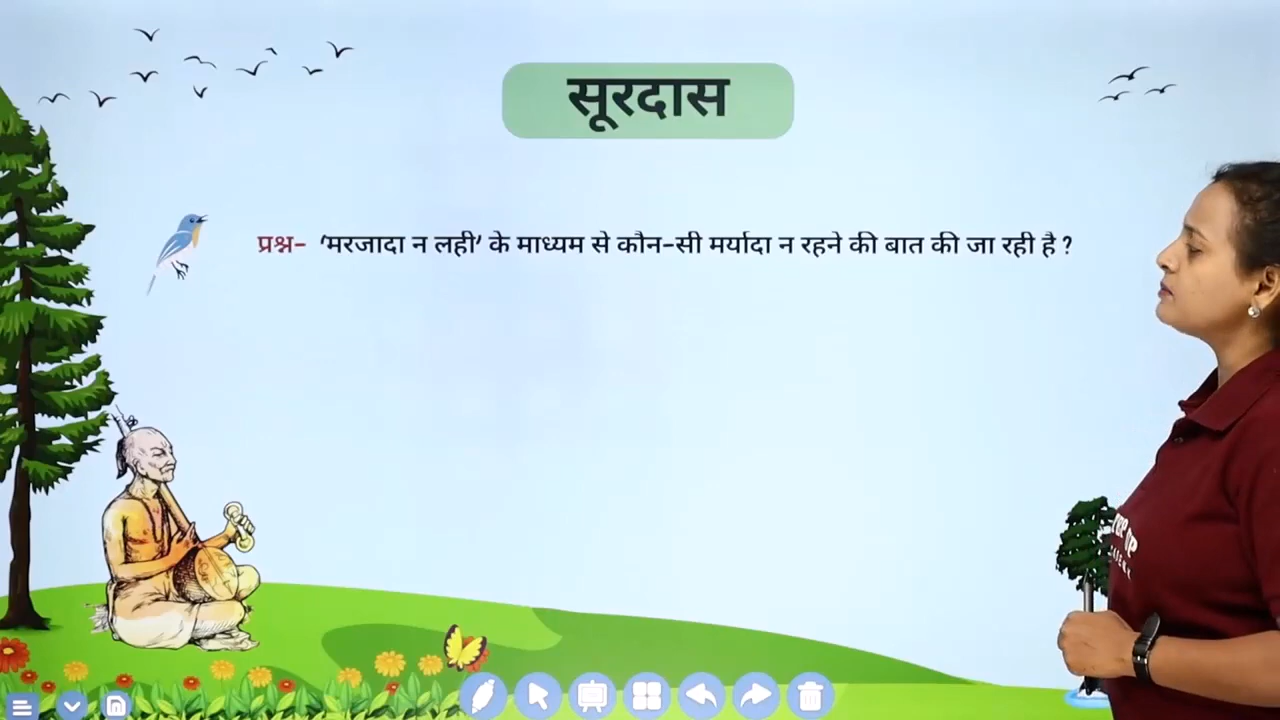 सूरदास
प्रश्न– ‘मरजादा न लही’ के माध्यम से कौन-सी मर्यादा न रहने की बात की जा रही है ?